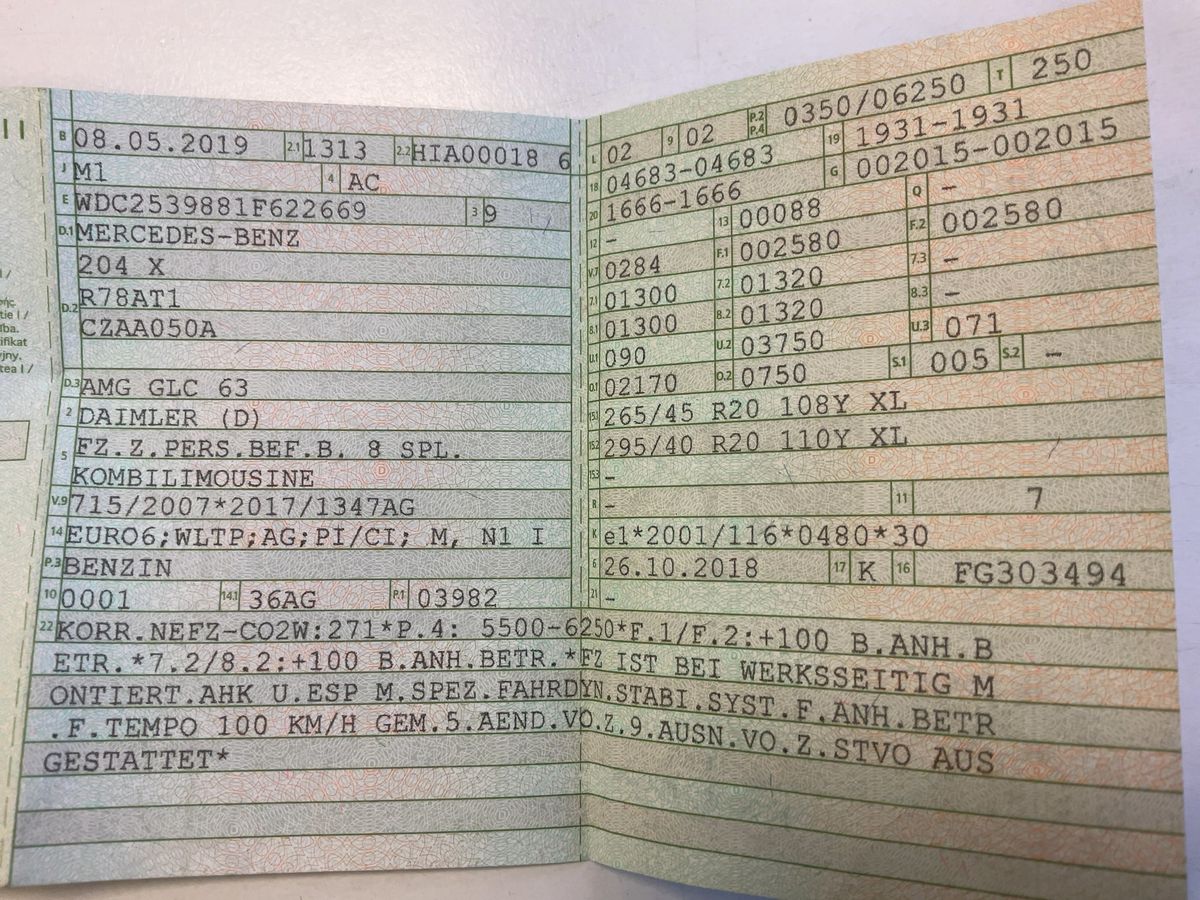 B 08.05.2019 2.1 1313 2.2 HIA00018 6
J M1 4 AC
E WDC2539881F622669 3 9
D.1 MERCEDES-BENZ
204 X
D.2 R78AT1
CZAA050A
D.3 AMG GLC 63
2 DAIMLER (D)
5 FZ.Z.PERS.BEF.B. 8 SPL.
KOMBILIMOUSINE
V.9 715/2007*2017/1347AG
14 EURO6;WLTP;AG;PI/CI; M, N1 I
P.3 BENZIN
10 0001 14.1 36AG P.1 03982
L 02 9 02 P.2 P.4 0350/06250 T 250
18 04683-04683 19 1931-1931
20 1666-1666 G 002015-002015
12 - 13 00088 Q -
V.7 0284 F.1 002580 F.2 002580
7.1 01300 7.2 01320 7.3 -
8.1 01300 8.2 01320 8.3 -
U.1 090 U.2 03750 U.3 071
O.1 02170 O.2 0750 S.1 005 S.2 -
15.1 265/45 R20 108Y XL
15.2 295/40 R20 110Y XL
15.3 -
R - 11 7
K e1*2001/116*0480*30
6 26.10.2018 17 K 16 FG303494
21 -
22 KORR.NEFZ-CO2W:271*P.4: 5500-6250*F.1/F.2:+100 B.ANH.B
ETR.*7.2/8.2:+100 B.ANH.BETR.*FZ IST BEI WERKSSEITIG M
ONTIERT.AHK U.ESP M.SPEZ.FAHRDYN.STABI.SYST.F.ANH.BETR
.F.TEMPO 100 KM/H GEM.5.AEND.VO.Z.9.AUSN.VO.Z.STVO AUS
GESTATTET*